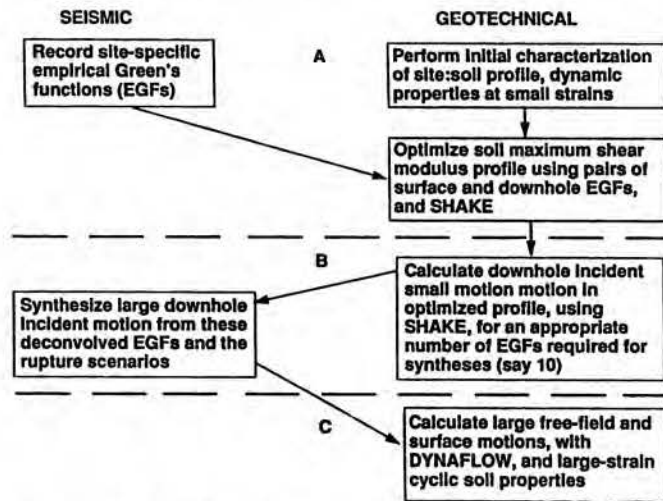 SEISMIC
GEOTECHNICAL
Record site-specific
empirical Green's
functions (EGFs)
A
Perform initial characterization
of site:soil profile, dynamic
properties at small strains
Optimize soil maximum shear
modulus profile using pairs of
surface and downhole EGFs,
and SHAKE
B
Calculate downhole incident
small motion motion in
optimized profile, using
SHAKE, for an appropriate
number of EGFs required for
syntheses (say 10)
Synthesize large downhole
incident motion from these
deconvolved EGFs and the
rupture scenarios
C
Calculate large free-field and
surface motions, with
DYNAFLOW, and large-strain
cyclic soil properties